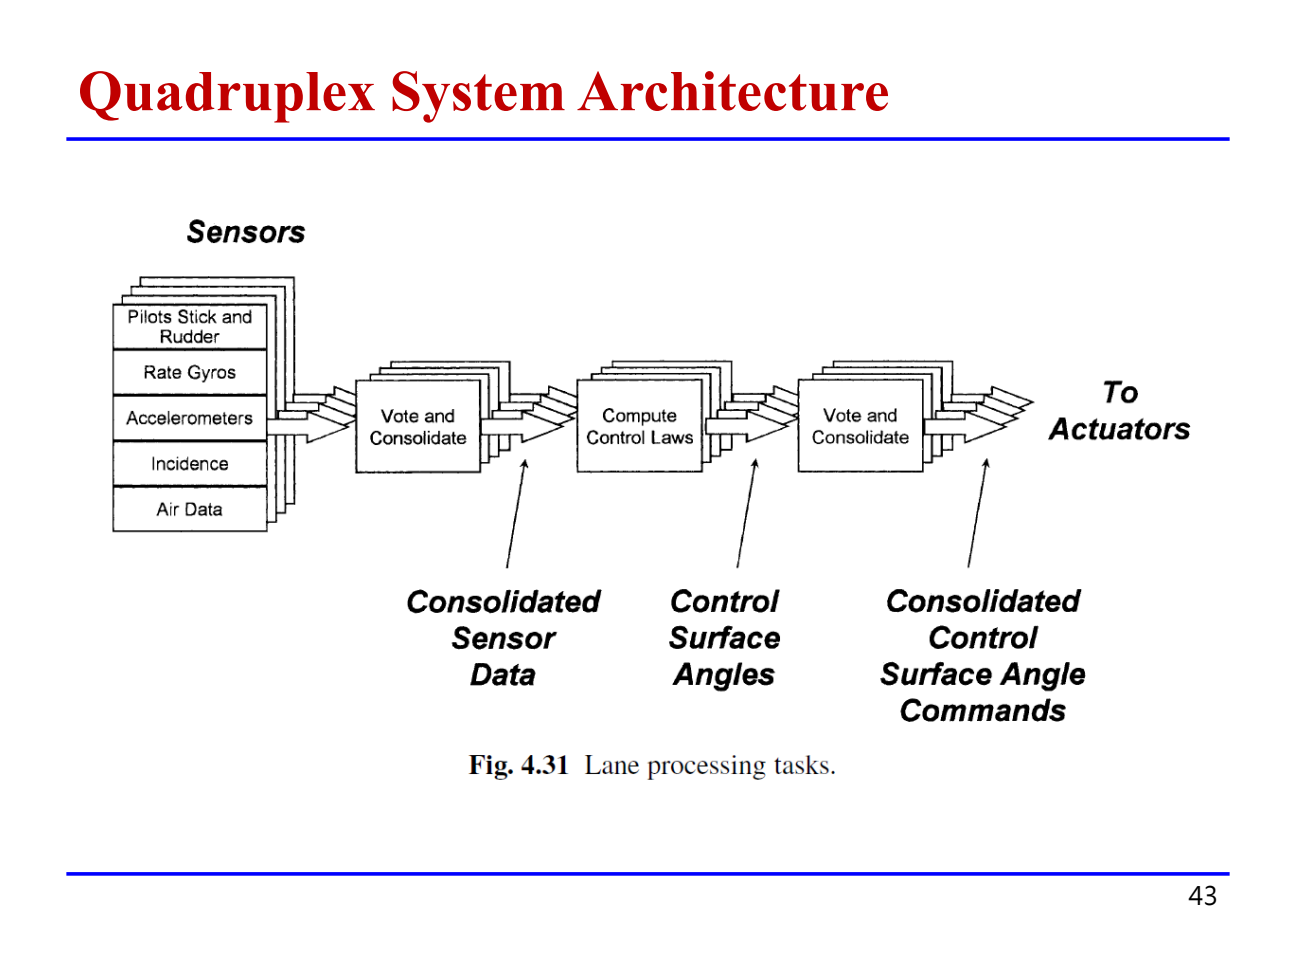 Quadruplex System Architecture
Sensors
Pilots Stick and
Rudder
Rate Gyros
Accelerometers
Incidence
Air Data
Vote and
Consolidate
Compute
Control Laws
Vote and
Consolidate
To
Actuators
Consolidated
Sensor
Data
Control
Surface
Angles
Consolidated
Control
Surface Angle
Commands
Fig. 4.31 Lane processing tasks.
43